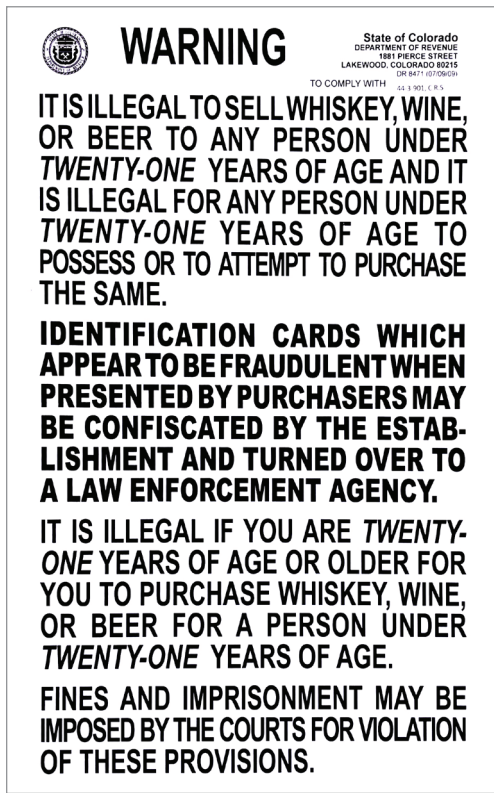 WARNING
State of Colorado
DEPARTMENT OF REVENUE
1881 PIERCE STREET
LAKEWOOD. COLORADO 80215
DR 8471 (07/09/09)
TO COMPLY WITH 44-3-901, C.R.S
IT IS ILLEGAL TO SELL WHISKEY, WINE,
OR BEER TO ANY PERSON UNDER
TWENTY-ONE YEARS OF AGE AND IT
IS ILLEGAL FOR ANY PERSON UNDER
TWENTY-ONE YEARS OF AGE TO
POSSESS OR TO ATTEMPT TO PURCHASE
THE SAME.
IDENTIFICATION CARDS WHICH
APPEAR TO BE FRAUDULENT WHEN
PRESENTED BY PURCHASERS MAY
BE CONFISCATED BY THE ESTAB-
LISHMENT AND TURNED OVER TO
A LAW ENFORCEMENT AGENCY.
IT IS ILLEGAL IF YOU ARE TWENTY-
ONE YEARS OF AGE OR OLDER FOR
YOU TO PURCHASE WHISKEY, WINE,
OR BEER FOR A PERSON UNDER
TWENTY-ONE YEARS OF AGE.
FINES AND IMPRISONMENT MAY BE
IMPOSED BY THE COURTS FOR VIOLATION
OF THESE PROVISIONS.